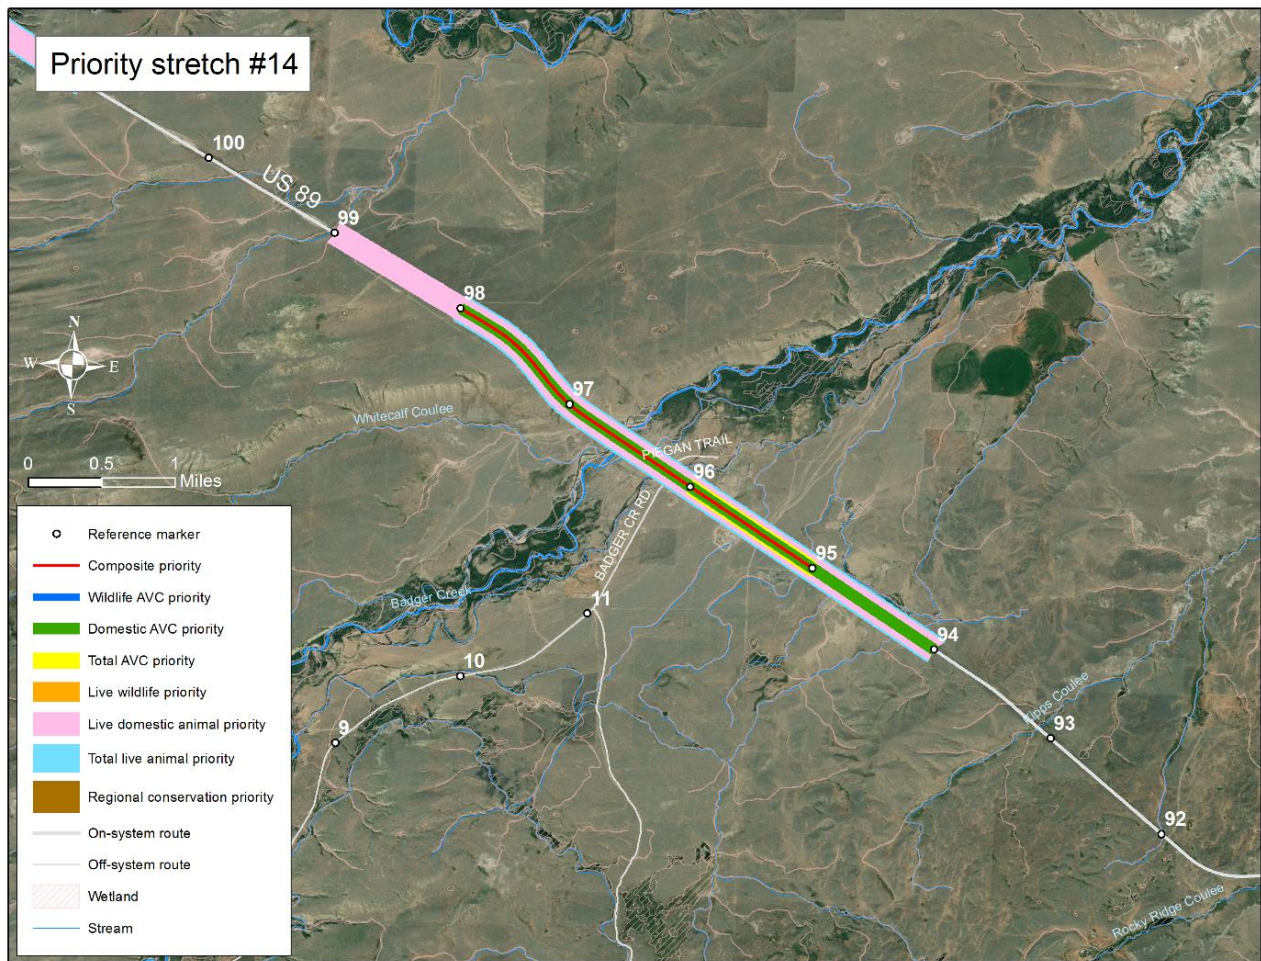 Priority stretch #14
100
US 89
99
98
N
W E
S
97
Whitecalf Coulee
PIEGAN TRAIL
96
0 0.5 1
Miles
BADGER CR RD
95
Badger Creek
11
94
10
Kipps Coulee
93
9
92
Rocky Ridge Coulee
Reference marker
Composite priority
Wildlife AVC priority
Domestic AVC priority
Total AVC priority
Live wildlife priority
Live domestic animal priority
Total live animal priority
Regional conservation priority
On-system route
Off-system route
Wetland
Stream